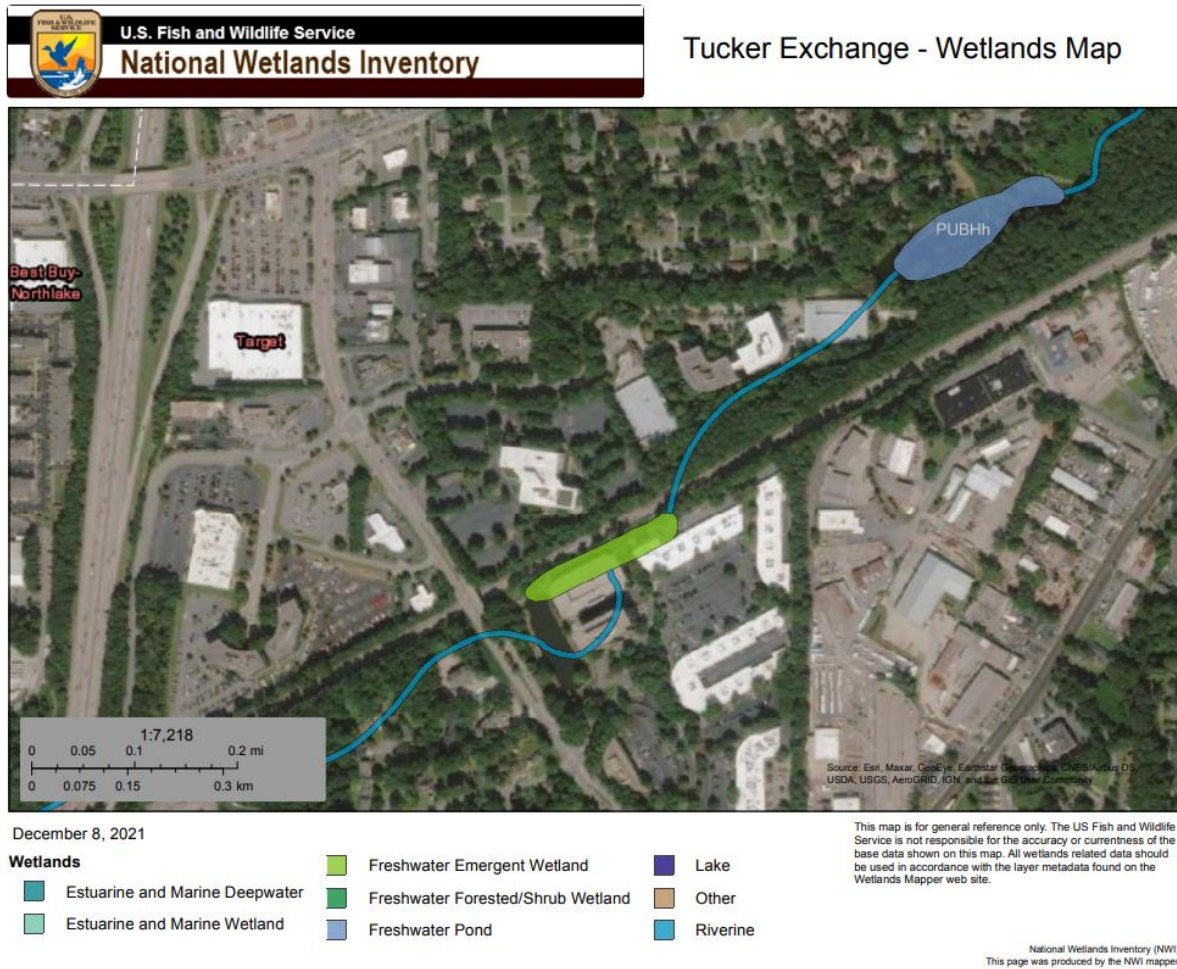 U.S.
FISH & WILDLIFE
SERVICE
U.S. Fish and Wildlife Service
National Wetlands Inventory
Tucker Exchange - Wetlands Map
PUBHh
Best Buy-
Northlake
Target
1:7,218
0 0.05 0.1 0.2 mi
0 0.075 0.15 0.3 km
Source: Esri, Maxar, GeoEye, Earthstar Geographics, CNES/Airbus DS,
USDA, USGS, AeroGRID, IGN, and the GIS User Community
December 8, 2021
Wetlands
Estuarine and Marine Deepwater
Estuarine and Marine Wetland
Freshwater Emergent Wetland
Freshwater Forested/Shrub Wetland
Freshwater Pond
Lake
Other
Riverine
This map is for general reference only. The US Fish and Wildlife
Service is not responsible for the accuracy or currentness of the
base data shown on this map. All wetlands related data should
be used in accordance with the layer metadata found on the
Wetlands Mapper web site.
National Wetlands Inventory (NWI
This page was produced by the NWI mapper